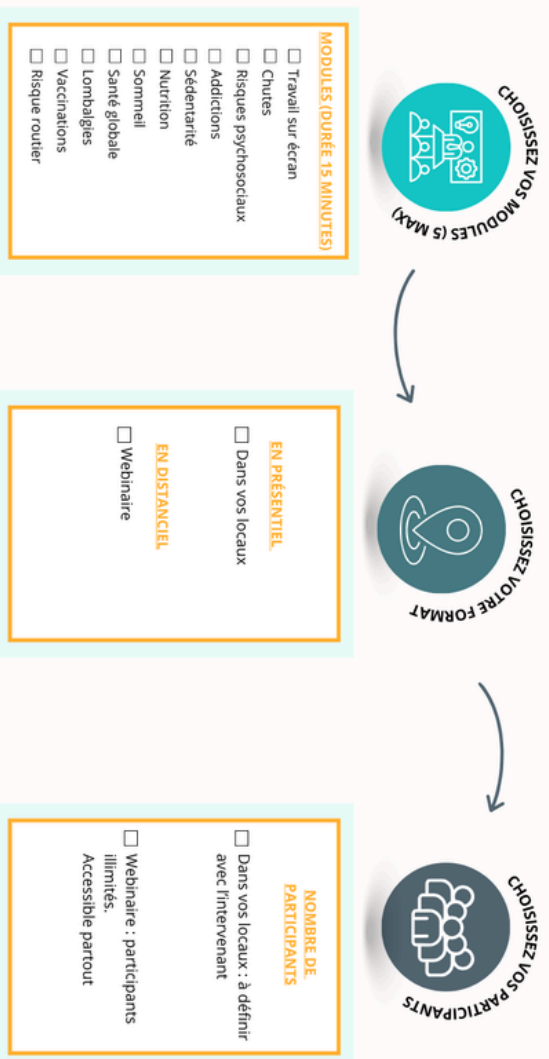 CHOISISSEZ VOS MODULES (5 MAX)
MODULES (DURÉE 15 MINUTES)
☐ Travail sur écran
☐ Chutes
☐ Risques psychosociaux
☐ Addictions
☐ Sédentarité
☐ Nutrition
☐ Sommeil
☐ Santé globale
☐ Lombalgies
☐ Vaccinations
☐ Risque routier
CHOISISSEZ VOTRE FORMAT
EN PRÉSENTIEL
☐ Dans vos locaux
EN DISTANCIEL
☐ Webinaire
CHOISISSEZ VOS PARTICIPANTS
NOMBRE DE
PARTICIPANTS
☐ Dans vos locaux : à définir
avec l'intervenant
☐ Webinaire : participants
illimités.
Accessible partout